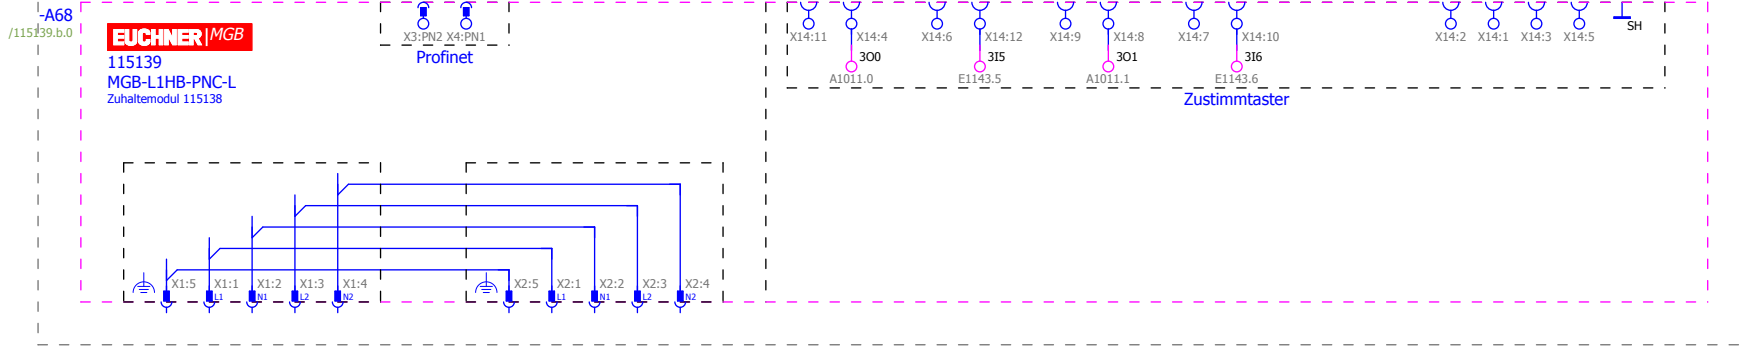 -A68
/115139.b.0
EUCHNER|MGB
115139
MGB-L1HB-PNC-L
Zuhaltemodul 115138
X3:PN2 X4:PN1
Profinet
X14:11 X14:4 X14:6 X14:12 X14:9 X14:8 X14:7 X14:10 X14:2 X14:1 X14:3 X14:5 SH
3O0 3I5 3O1 3I6
A1011.0 E1143.5 A1011.1 E1143.6
Zustimmtaster
X1:5 X1:1 X1:2 X1:3 X1:4 X2:5 X2:1 X2:2 X2:3 X2:4
L1 N1 L2 N2 L1 N1 L2 N2